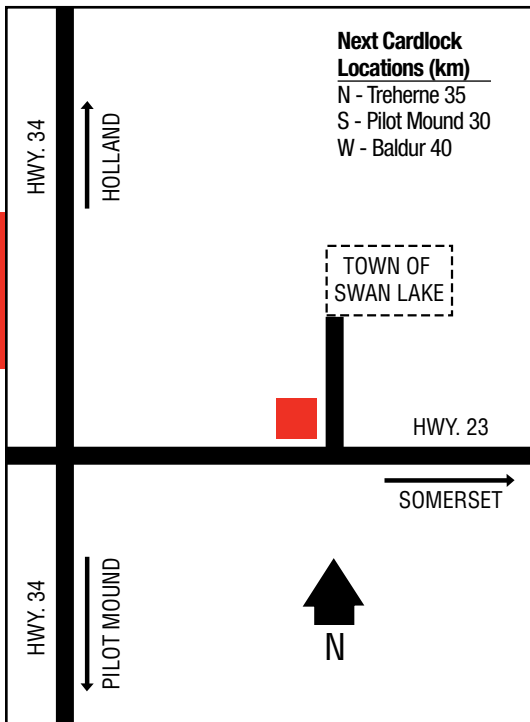 Next Cardlock
Locations (km)
N - Treherne 35
S - Pilot Mound 30
W - Baldur 40
HWY. 34
HOLLAND
TOWN OF
SWAN LAKE
HWY. 23
SOMERSET
HWY. 34
PILOT MOUND
N